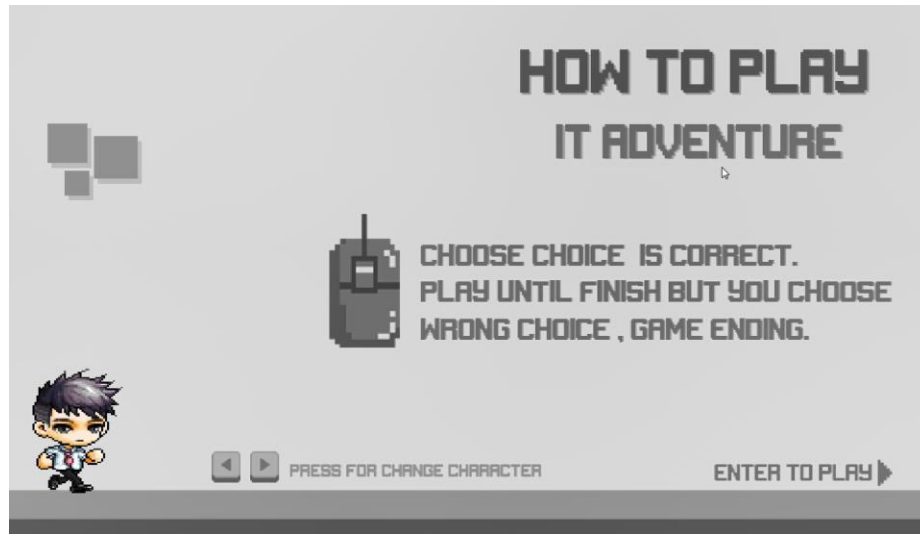 HOW TO PLAY
IT ADVENTURE
CHOOSE CHOICE IS CORRECT.
PLAY UNTIL FINISH BUT YOU CHOOSE
WRONG CHOICE , GAME ENDING.
PRESS FOR CHANGE CHARACTER
ENTER TO PLAY